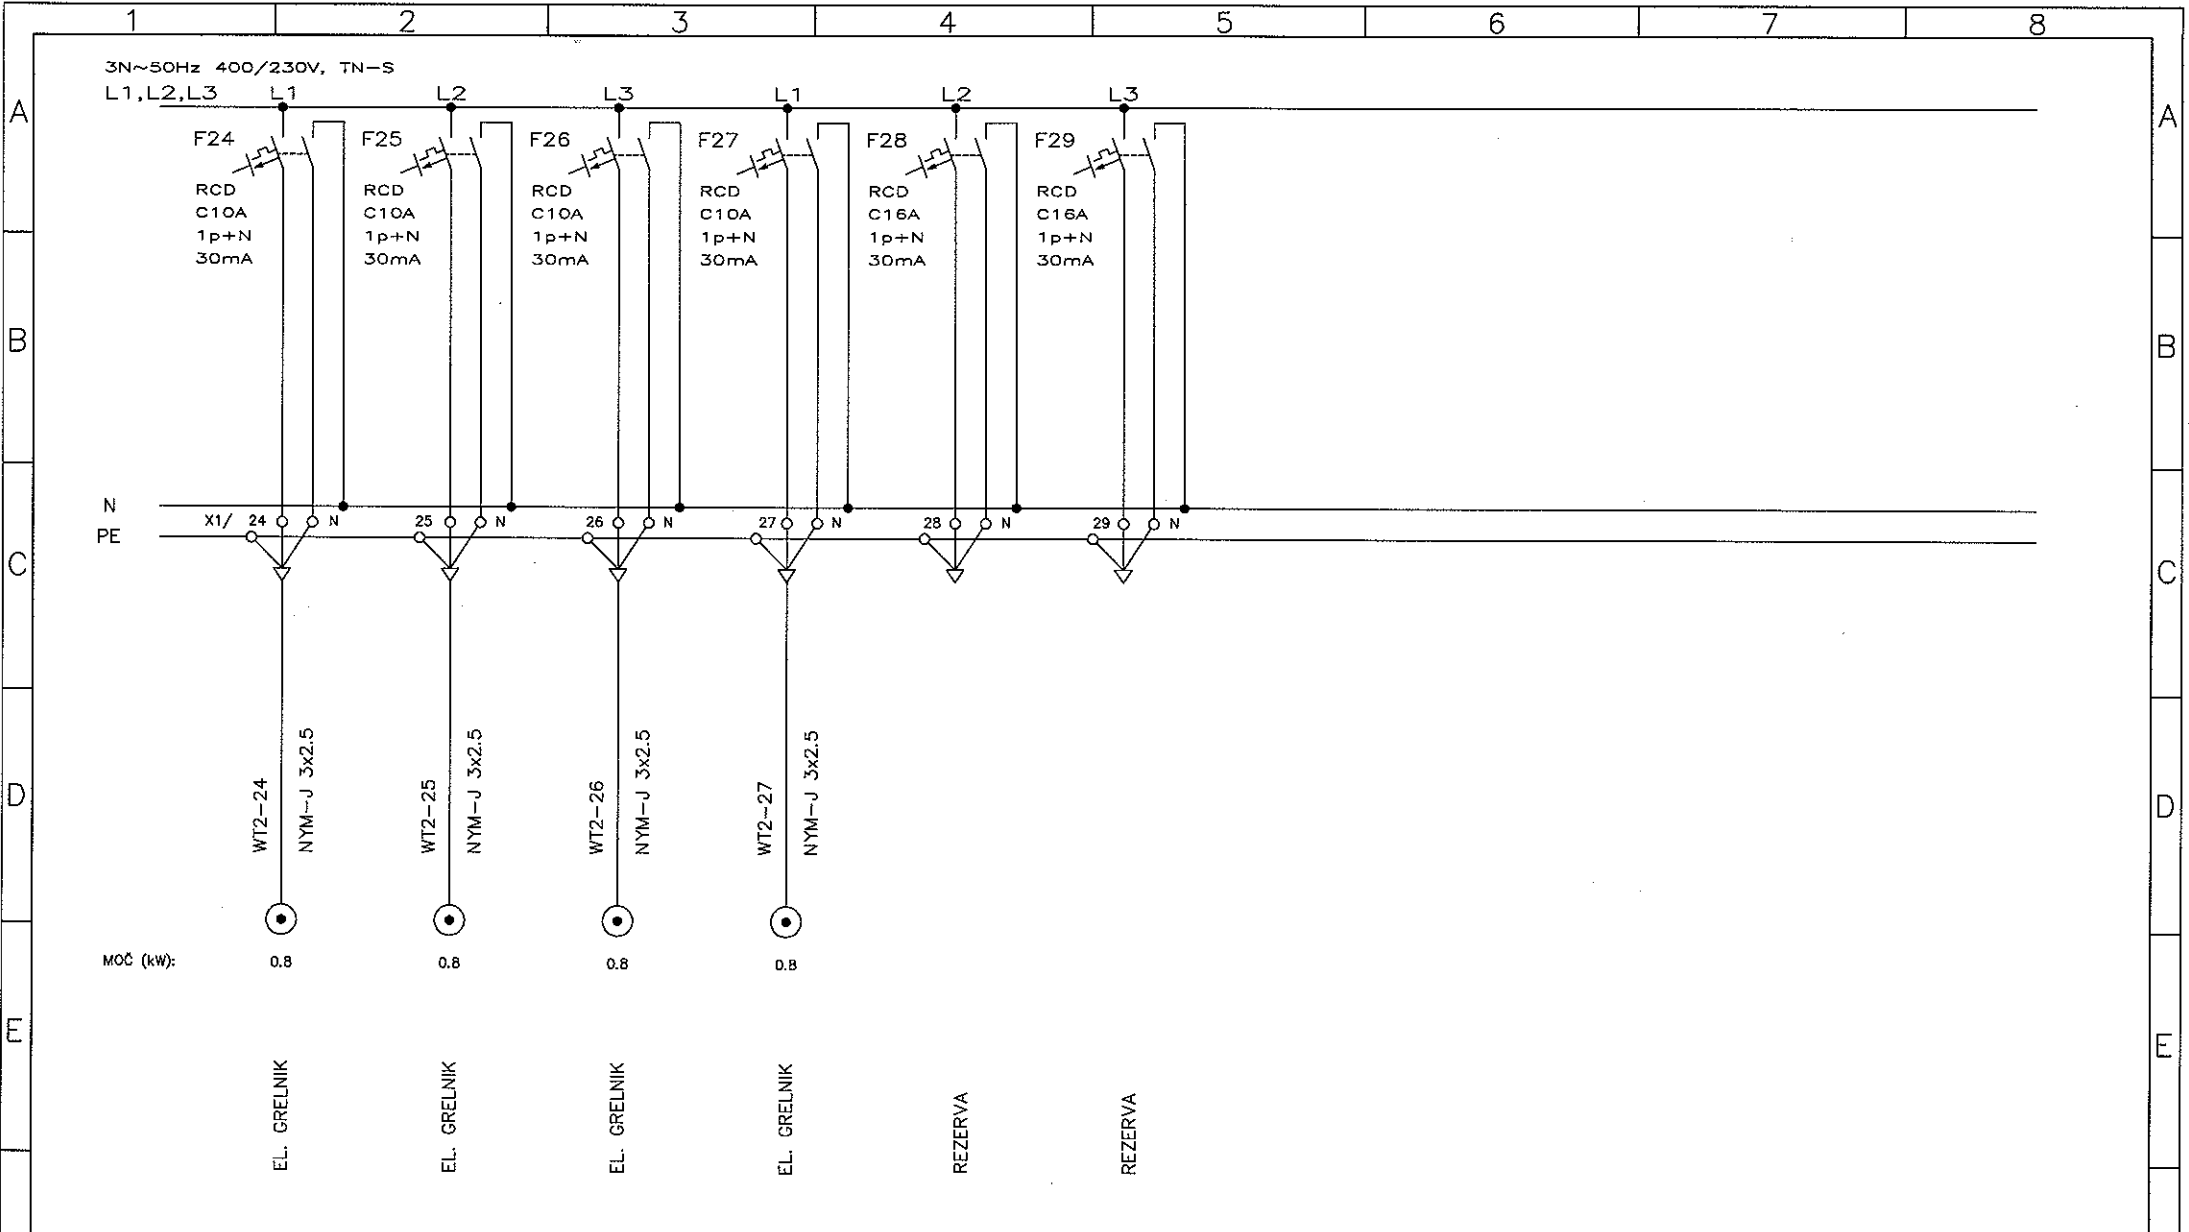 1 2 3 4 5 6 7 8
3N~50Hz 400/230V, TN-S
L1,L2,L3 L1 L2 L3 L1 L2 L3
A A
F24 F25 F26 F27 F28 F29
RCD RCD RCD RCD RCD RCD
C10A C10A C10A C10A C16A C16A
1p+N 1p+N 1p+N 1p+N 1p+N 1p+N
30mA 30mA 30mA 30mA 30mA 30mA
B B
N
X1/ 24 N 25 N 26 N 27 N 28 N 29 N
PE
C C
WT2-24 NYM-J 3x2.5 WT2-25 NYM-J 3x2.5 WT2-26 NYM-J 3x2.5 WT2-27 NYM-J 3x2.5
D D
MOČ (kW): 0.8 0.8 0.8 0.8
E E
EL. GRELNIK EL. GRELNIK EL. GRELNIK EL. GRELNIK REZERVA REZERVA